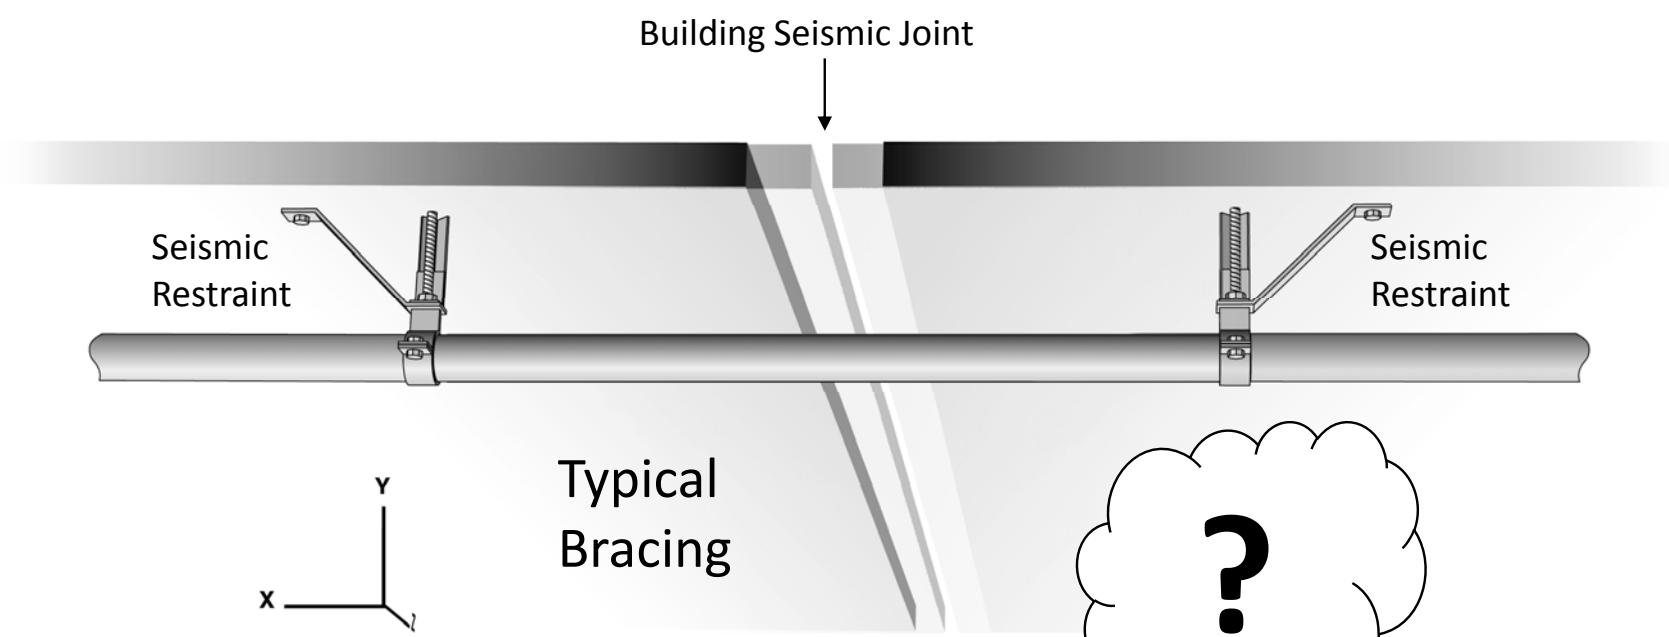 Building Seismic Joint
Seismic
Restraint
Seismic
Restraint
Typical
Bracing
Y
X
?